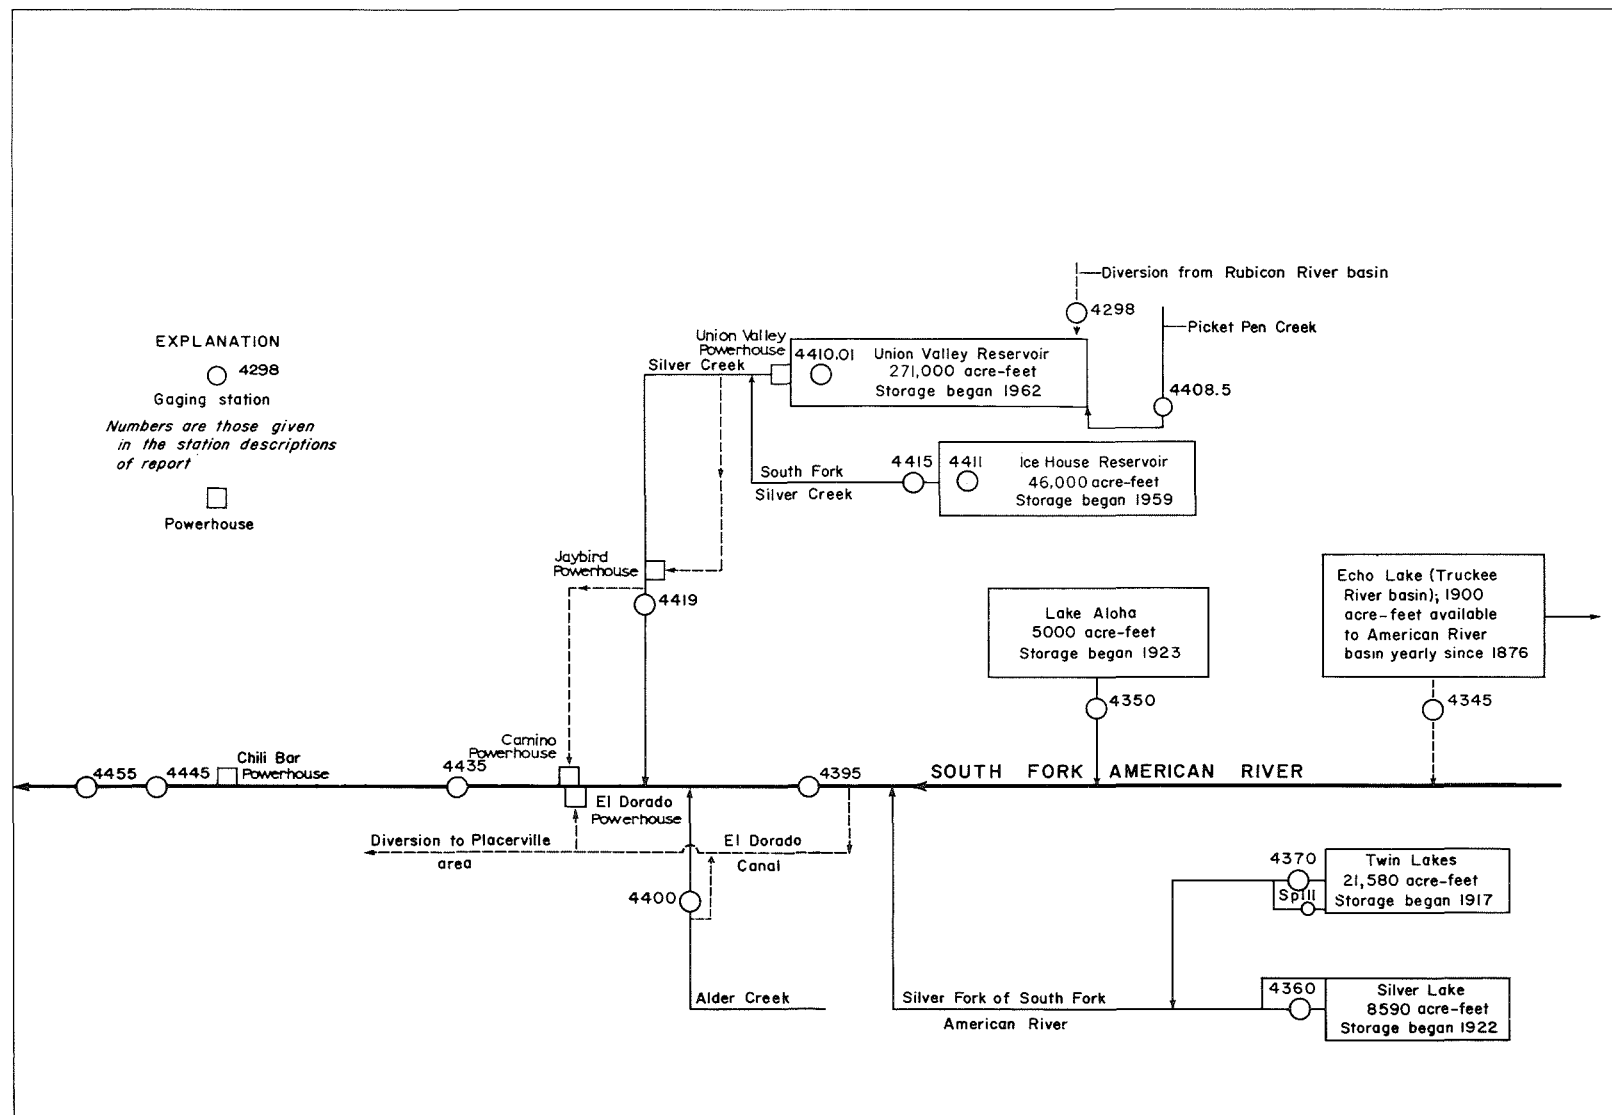 EXPLANATION
4298
Gaging station
Numbers are those given
in the station descriptions
of report
Powerhouse
Diversion from Rubicon River basin
4298
Picket Pen Creek
4408.5
Union Valley
Powerhouse
Silver Creek
4410.01
Union Valley Reservoir
271,000 acre-feet
Storage began 1962
4415
4411
Ice House Reservoir
46,000 acre-feet
Storage began 1959
South Fork
Silver Creek
Jaybird
Powerhouse
4419
Lake Aloha
5000 acre-feet
Storage began 1923
4350
Echo Lake (Truckee
River basin); 1900
acre-feet available
to American River
basin yearly since 1876
4345
Camino
Powerhouse
Chili Bar
Powerhouse
4455
4445
4435
4395
SOUTH FORK AMERICAN RIVER
El Dorado
Powerhouse
Diversion to Placerville
area
El Dorado
Canal
4400
Alder Creek
4370
Spill
Twin Lakes
21,580 acre-feet
Storage began 1917
Silver Fork of South Fork
American River
4360
Silver Lake
8590 acre-feet
Storage began 1922